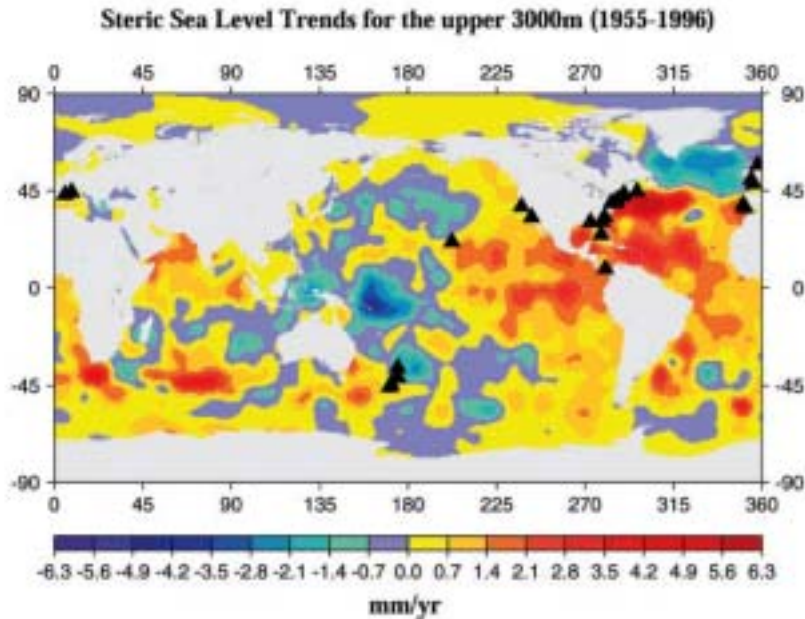 Steric Sea Level Trends for the upper 3000m (1955-1996)
0 45 90 135 180 225 270 315 360
90 90
45 45
0 0
-45 -45
-90 -90
0 45 90 135 180 225 270 315 360
-6.3 -5.6 -4.9 -4.2 -3.5 -2.8 -2.1 -1.4 -0.7 0.0 0.7 1.4 2.1 2.8 3.5 4.2 4.9 5.6 6.3
mm/yr